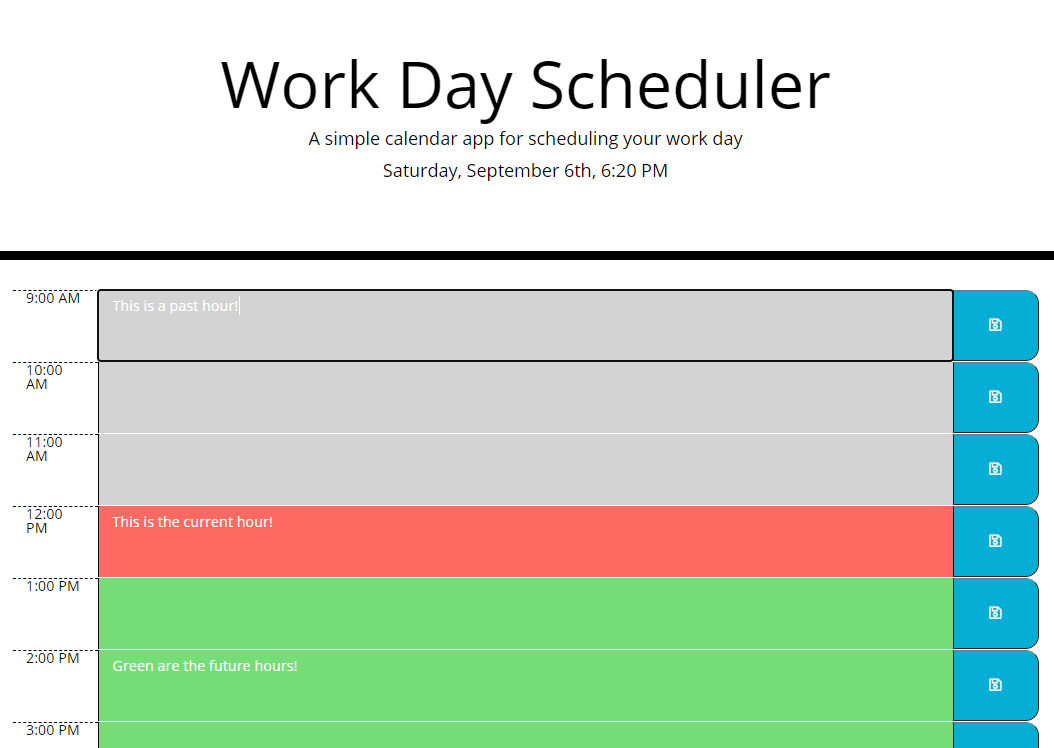 Work Day Scheduler
A simple calendar app for scheduling your work day
Saturday, September 6th, 6:20 PM
9:00 AM
This is a past hour!
10:00
AM
11:00
AM
12:00
PM
This is the current hour!
1:00 PM
2:00 PM
Green are the future hours!
3:00 PM